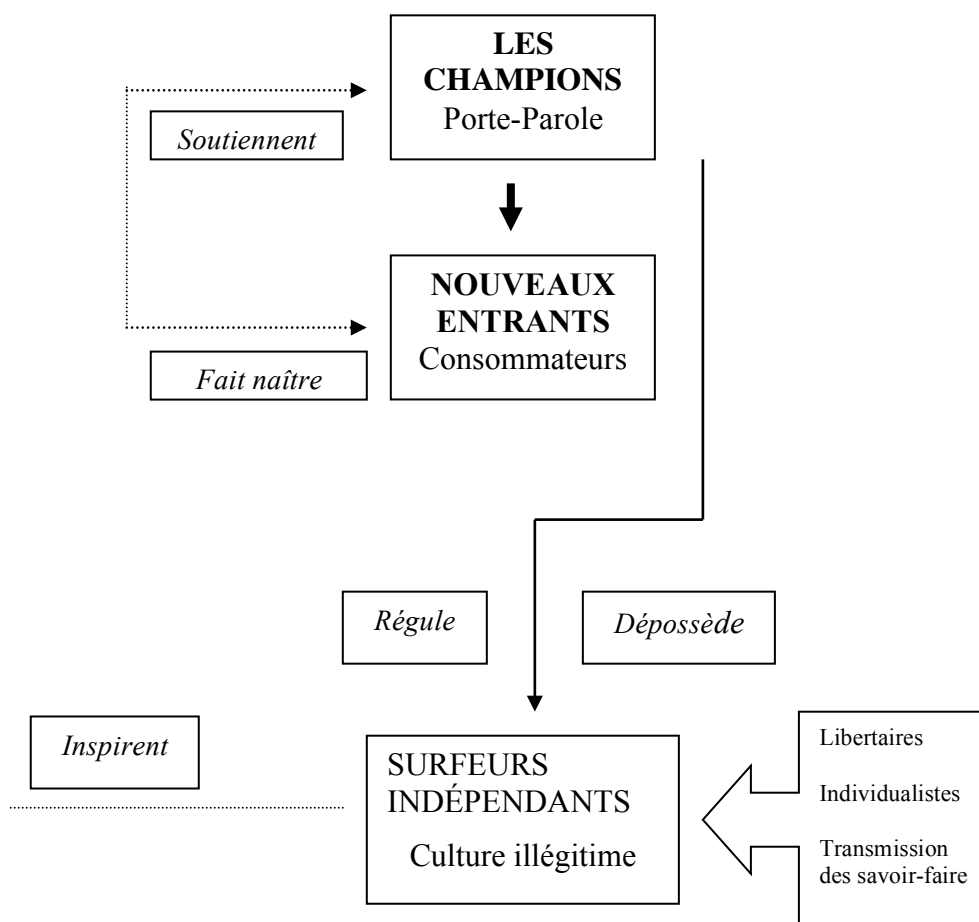 LES
CHAMPIONS
Porte-Parole
Soutiennent
NOUVEAUX
ENTRANTS
Consommateurs
Fait naître
Régule
Dépossède
Inspirent
SURFEURS
INDÉPENDANTS
Culture illégitime
Libertaires
Individualistes
Transmission
des savoir-faire